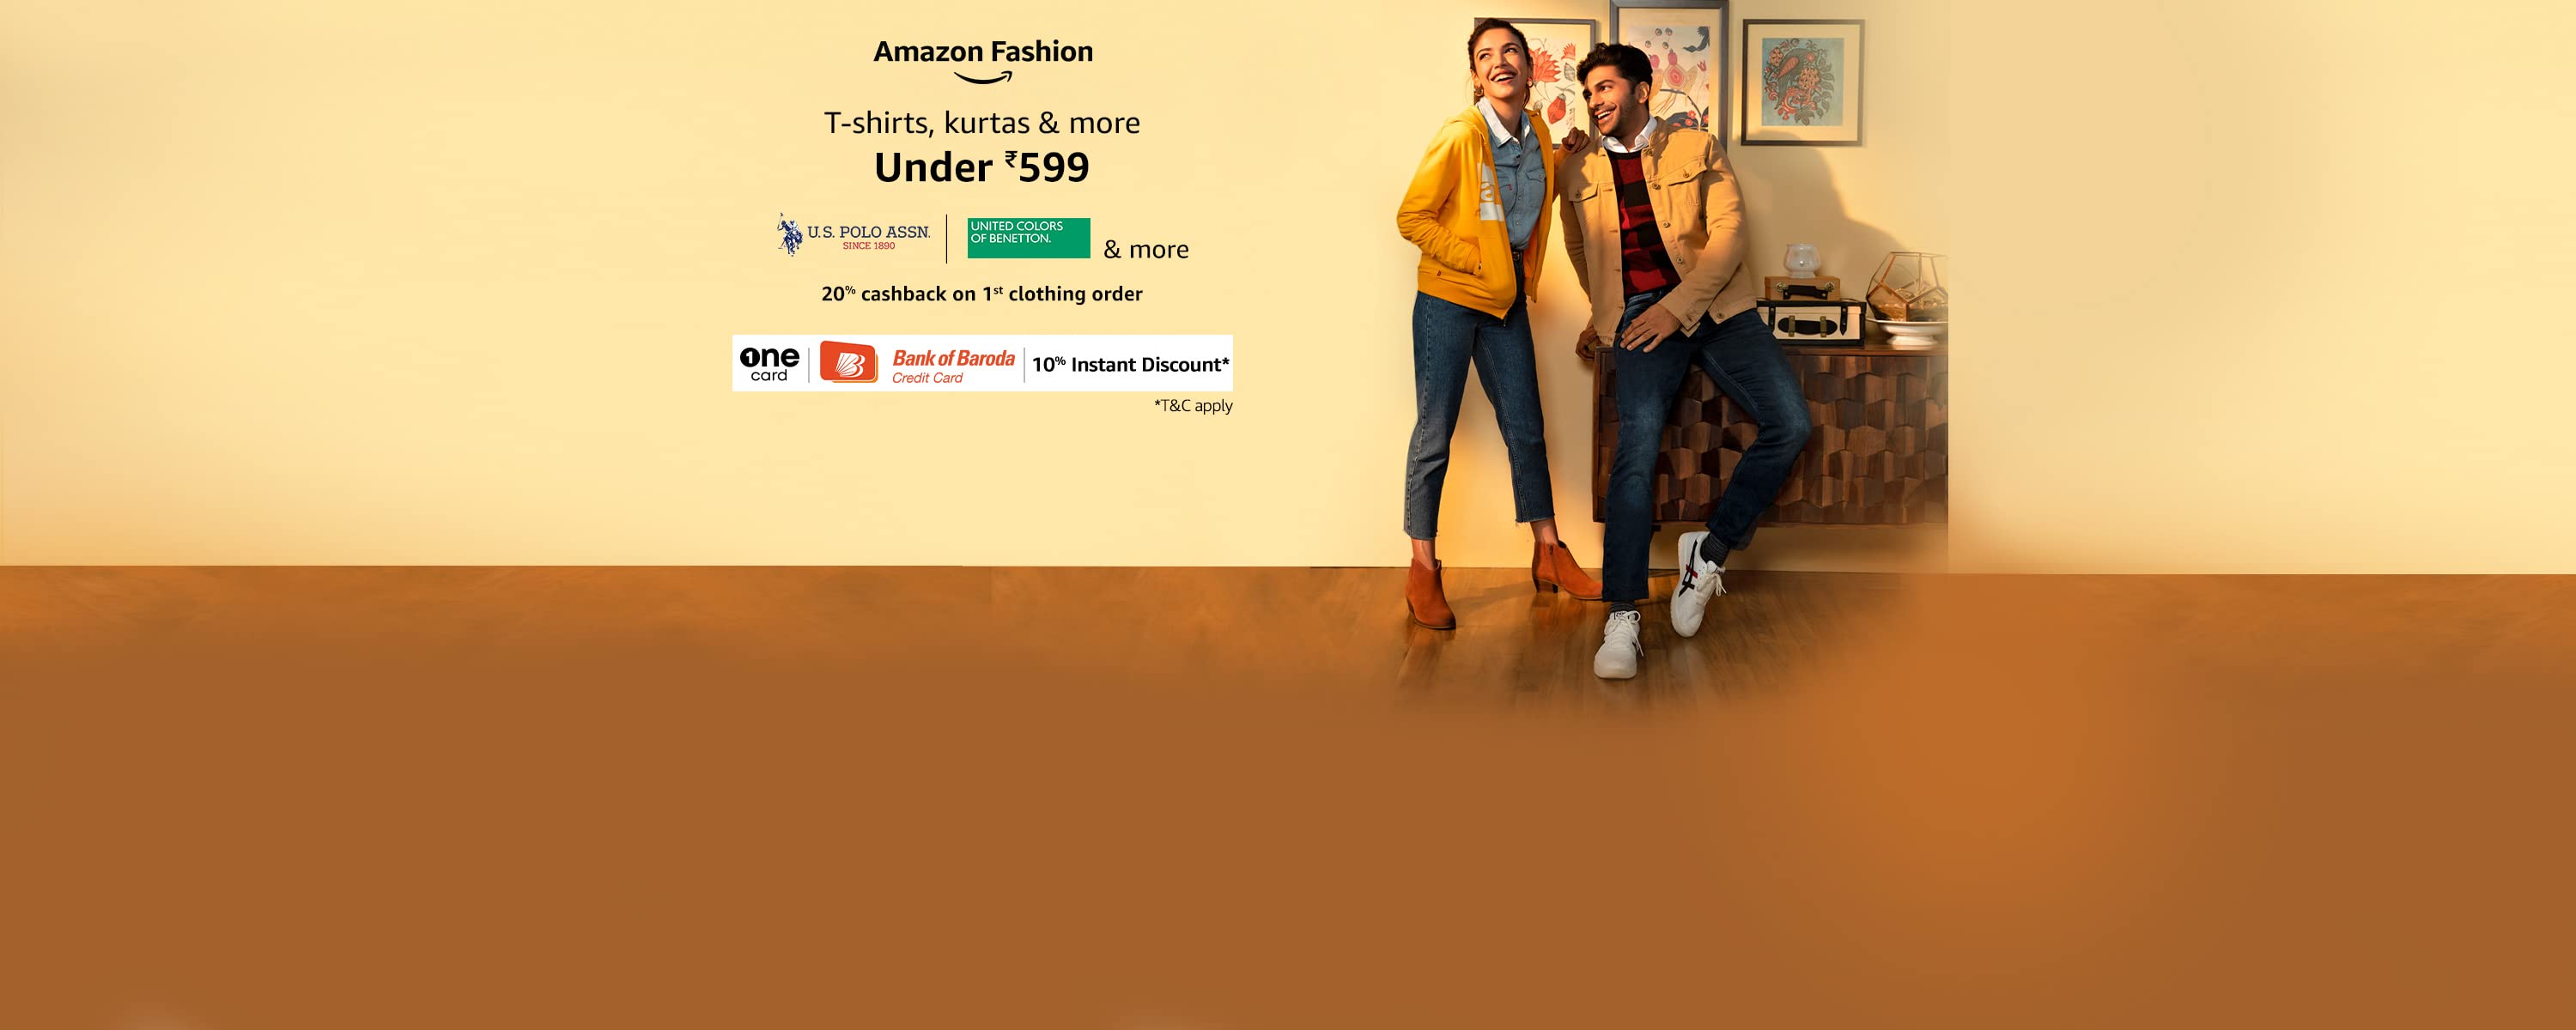 Amazon Fashion
T-shirts, kurtas & more
Under ₹599
U.S. POLO ASSN.
SINCE 1890
UNITED COLORS
OF BENETTON.
& more
20% cashback on 1st clothing order
one
card
Bank of Baroda
Credit Card
10% Instant Discount*
*T&C apply